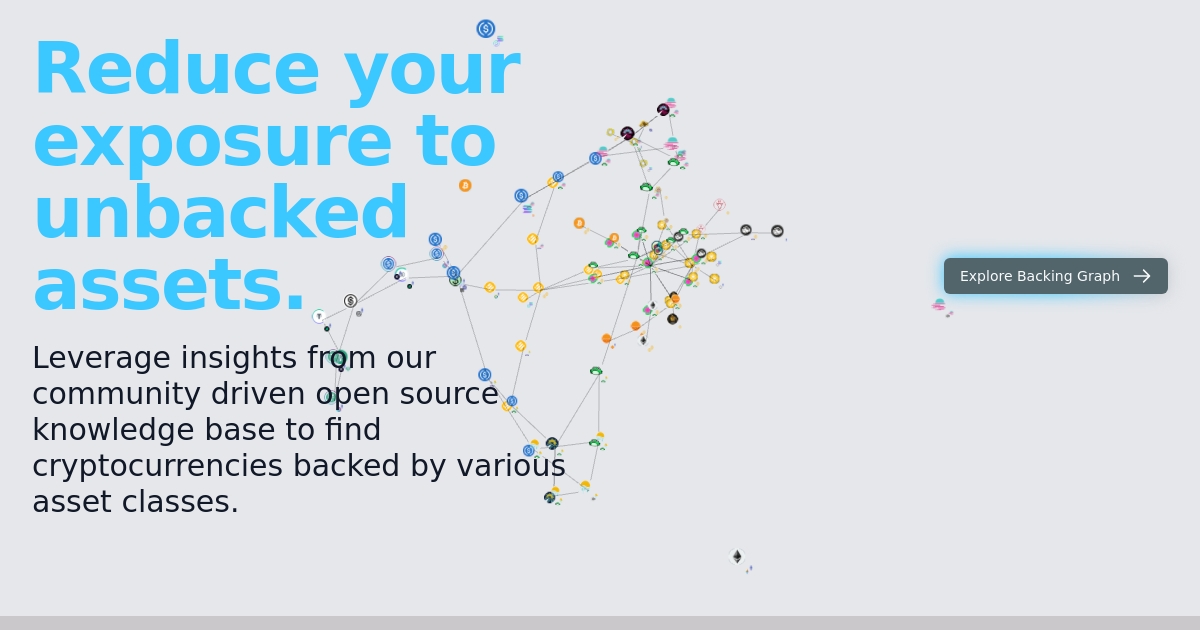 Reduce your
exposure to
unbacked
assets.
Leverage insights from our
community driven open source
knowledge base to find
cryptocurrencies backed by various
asset classes.
Explore Backing Graph